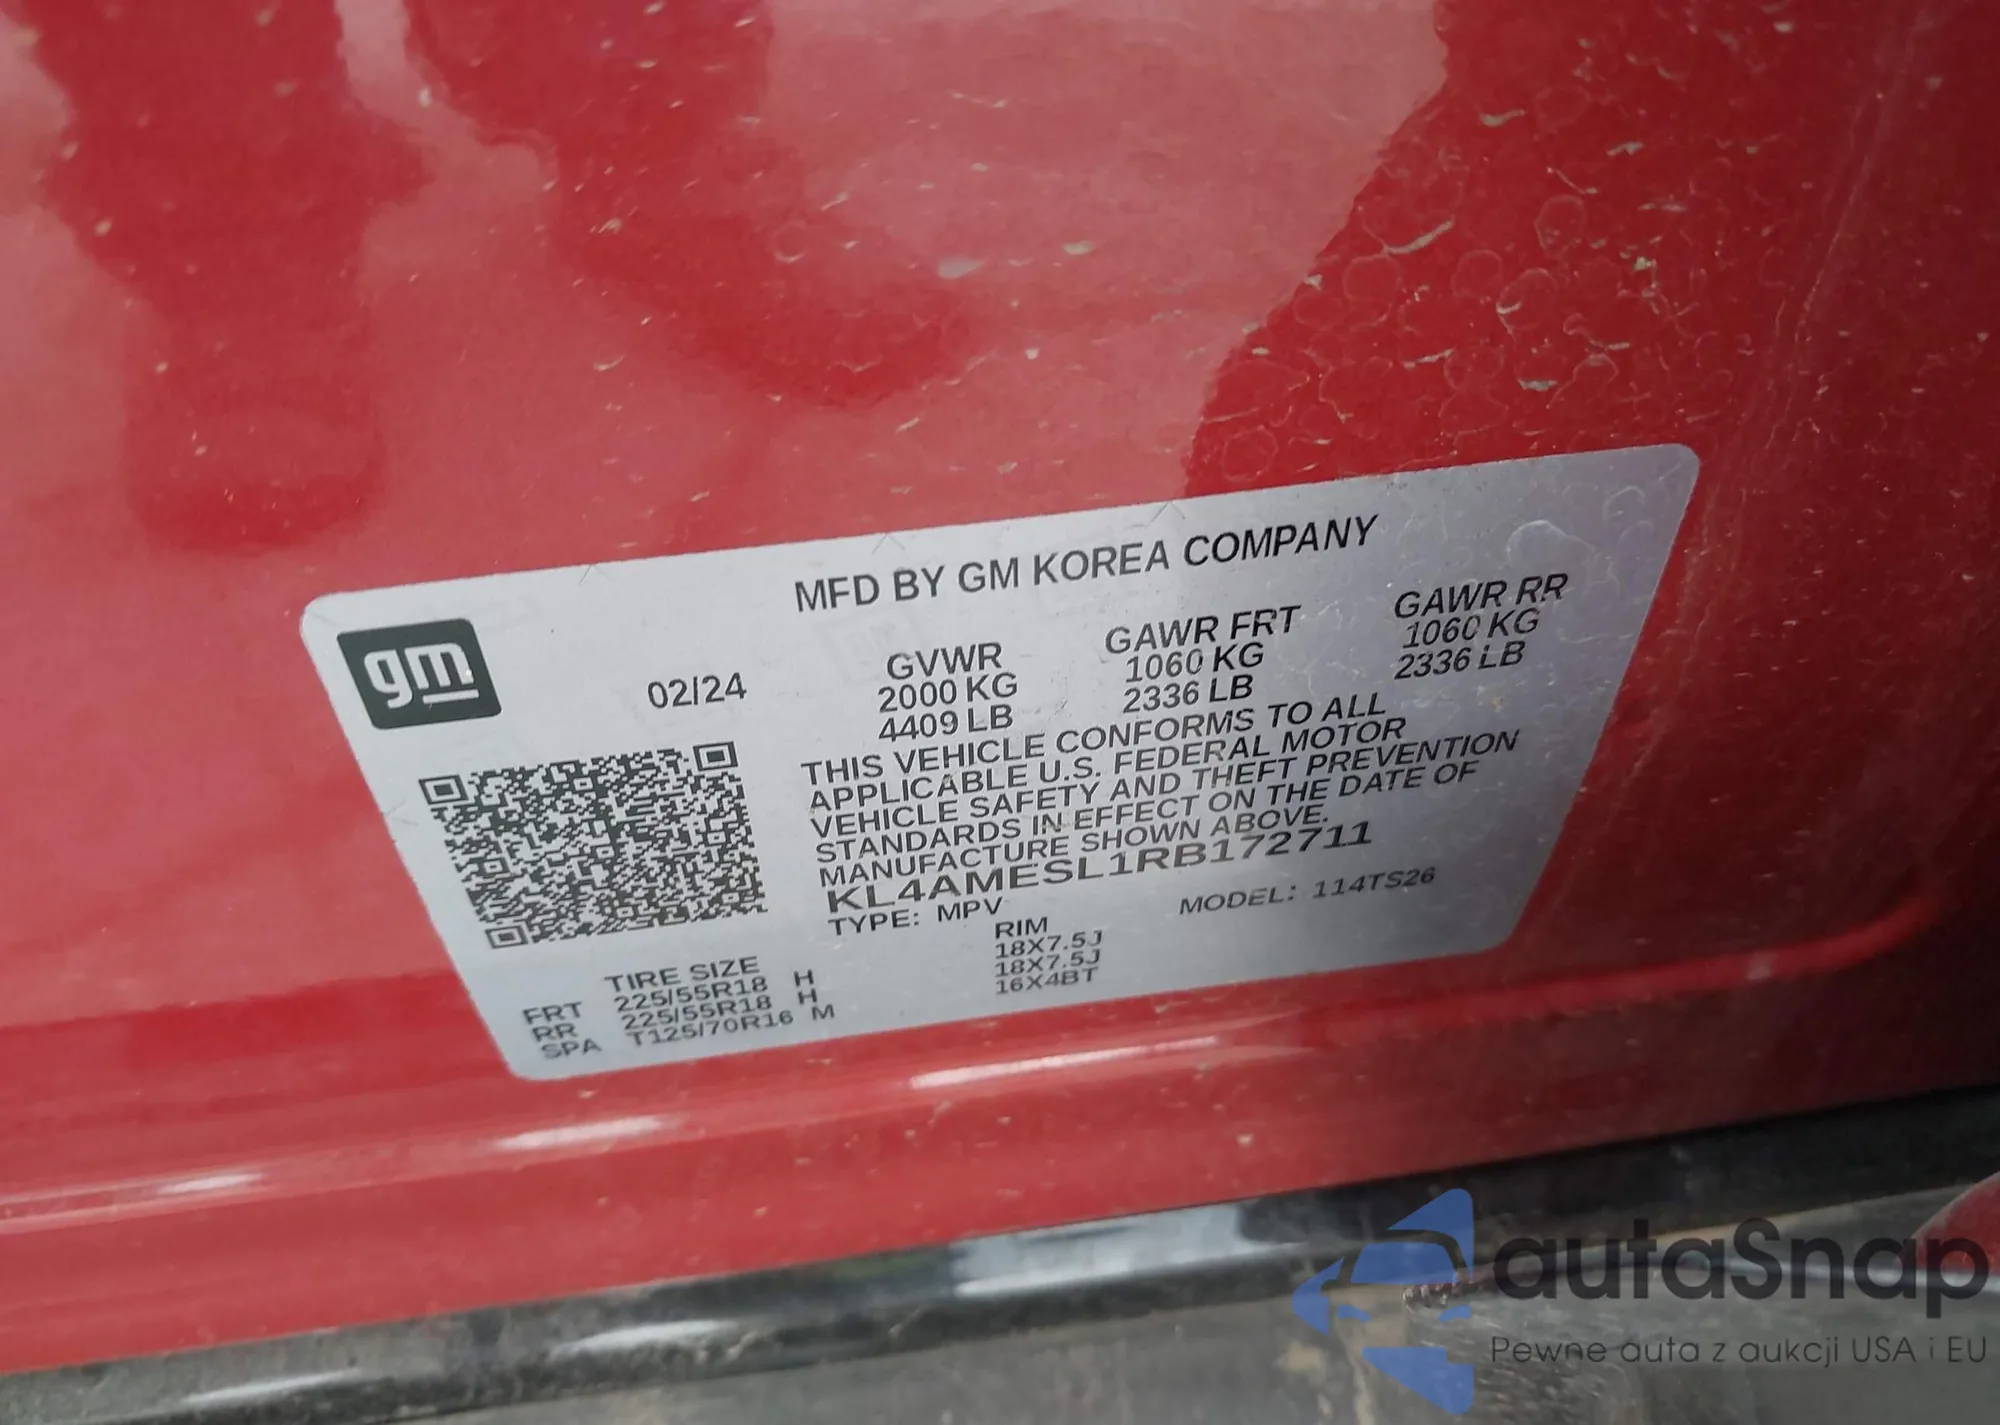 MFD BY GM KOREA COMPANY
gm
02/24
GVWR
2000 KG
4409 LB
GAWR FRT
1060 KG
2336 LB
GAWR RR
1060 KG
2336 LB
THIS VEHICLE CONFORMS TO ALL
APPLICABLE U.S. FEDERAL MOTOR
VEHICLE SAFETY AND THEFT PREVENTION
STANDARDS IN EFFECT ON THE DATE OF
MANUFACTURE SHOWN ABOVE.
KL4AMESL1RB172711
TYPE: MPV
MODEL: 114TS26
TIRE SIZE
RIM
FRT 225/55R18 H 18X7.5J
RR 225/55R18 H 18X7.5J
SPA T125/70R16 M 16X4BT
autaSnap
Pewne auta z aukcji USA i EU